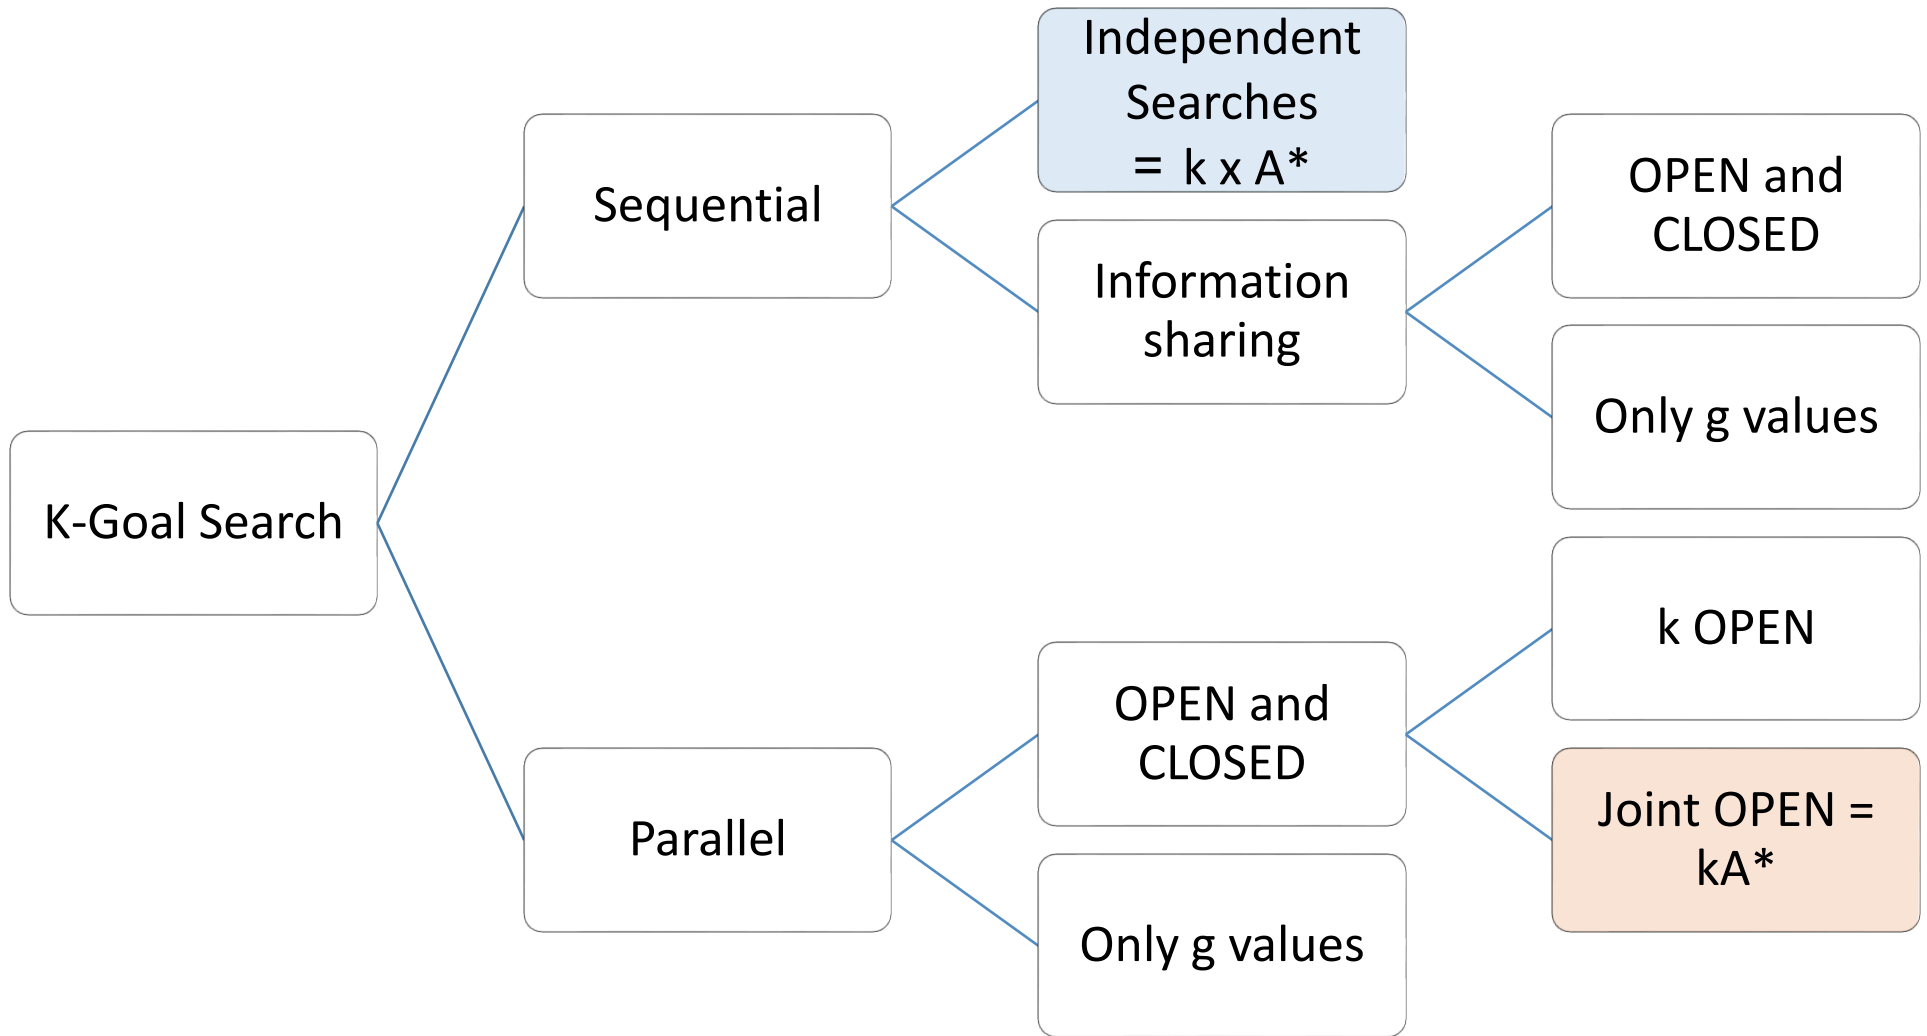 Independent
Searches
= k x A*
Sequential
OPEN and
CLOSED
Information
sharing
Only g values
K-Goal Search
k OPEN
OPEN and
CLOSED
Parallel
Joint OPEN =
kA*
Only g values